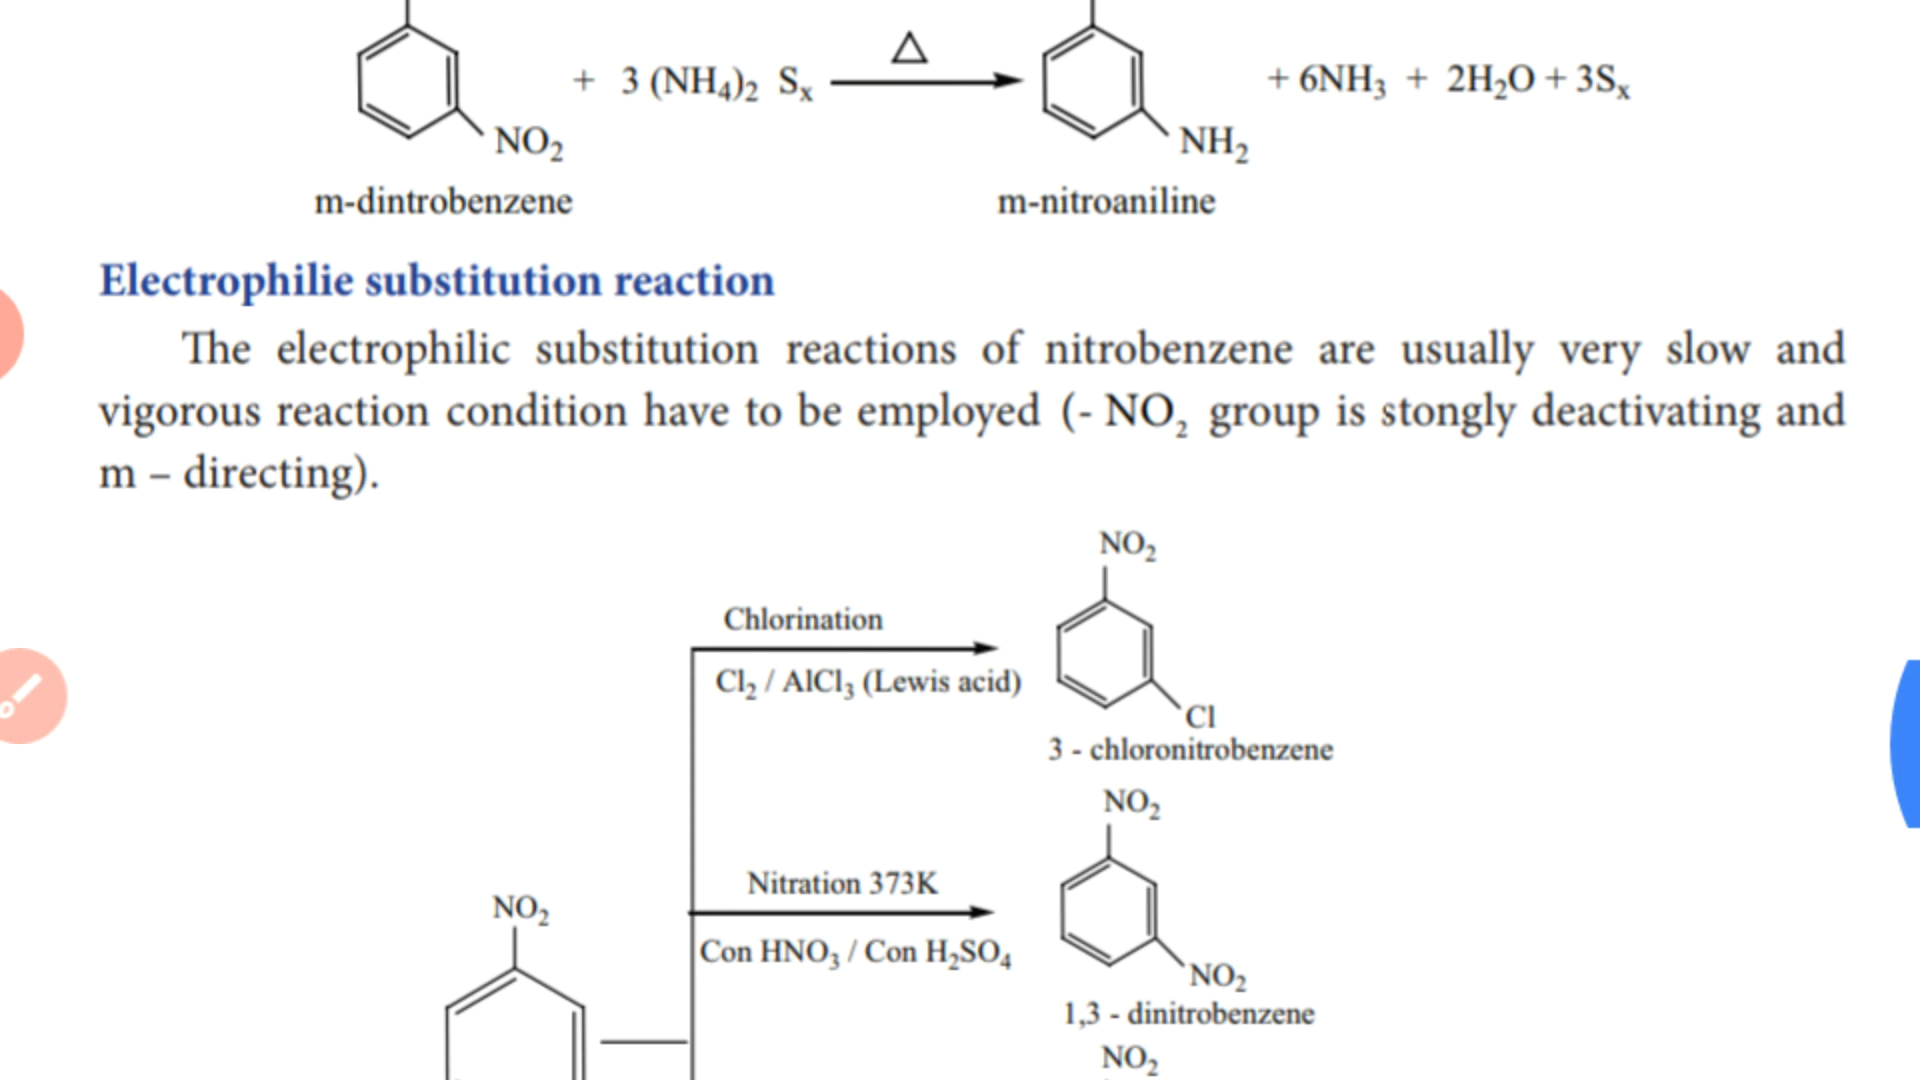 + 3 (NH₄)₂ Sₓ △ + 6NH₃ + 2H₂O + 3Sₓ
NO₂ NH₂
m-dintrobenzene m-nitroaniline
Electrophilie substitution reaction
The electrophilic substitution reactions of nitrobenzene are usually very slow and
vigorous reaction condition have to be employed (- NO₂ group is stongly deactivating and
m – directing).
NO₂
Chlorination
Cl₂ / AlCl₃ (Lewis acid)
Cl
3 - chloronitrobenzene
NO₂
Nitration 373K
NO₂
Con HNO₃ / Con H₂SO₄
NO₂
1,3 - dinitrobenzene
NO₂